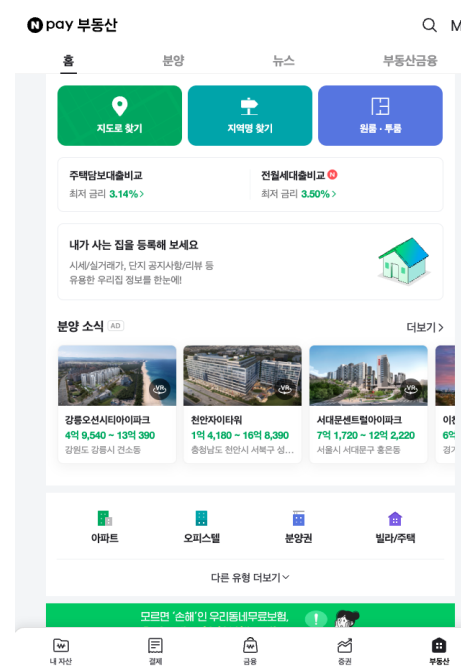 N pay 부동산
홈 분양 뉴스 부동산금융
지도로 찾기 지역명 찾기 원룸 · 투룸
주택담보대출비교
최저 금리 3.14%>
전월세대출비교 N
최저 금리 3.50%>
내가 사는 집을 등록해 보세요
시세/실거래가, 단지 공지사항/리뷰 등
유용한 우리집 정보를 한눈에!
분양 소식 AD
더보기>
VR
강릉오션시티아이파크
4억 9,540 ~ 13억 390
강원도 강릉시 견소동
VR
천안자이타워
1억 4,180 ~ 16억 8,390
충청남도 천안시 서북구 성...
VR
서대문센트럴아이파크
7억 1,720 ~ 12억 2,220
서울시 서대문구 홍은동
아파트 오피스텔 분양권 빌라/주택
다른 유형 더보기
모르면 '손해'인 우리동네무료보험,
내 자산 결제 금융 증권 부동산